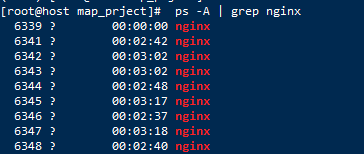 [root@host map_prject]#  ps -A | grep nginx
 6339 ?        00:00:00 nginx
 6341 ?        00:02:42 nginx
 6342 ?        00:03:02 nginx
 6343 ?        00:03:02 nginx
 6344 ?        00:02:48 nginx
 6345 ?        00:03:17 nginx
 6346 ?        00:02:37 nginx
 6347 ?        00:03:18 nginx
 6348 ?        00:02:40 nginx